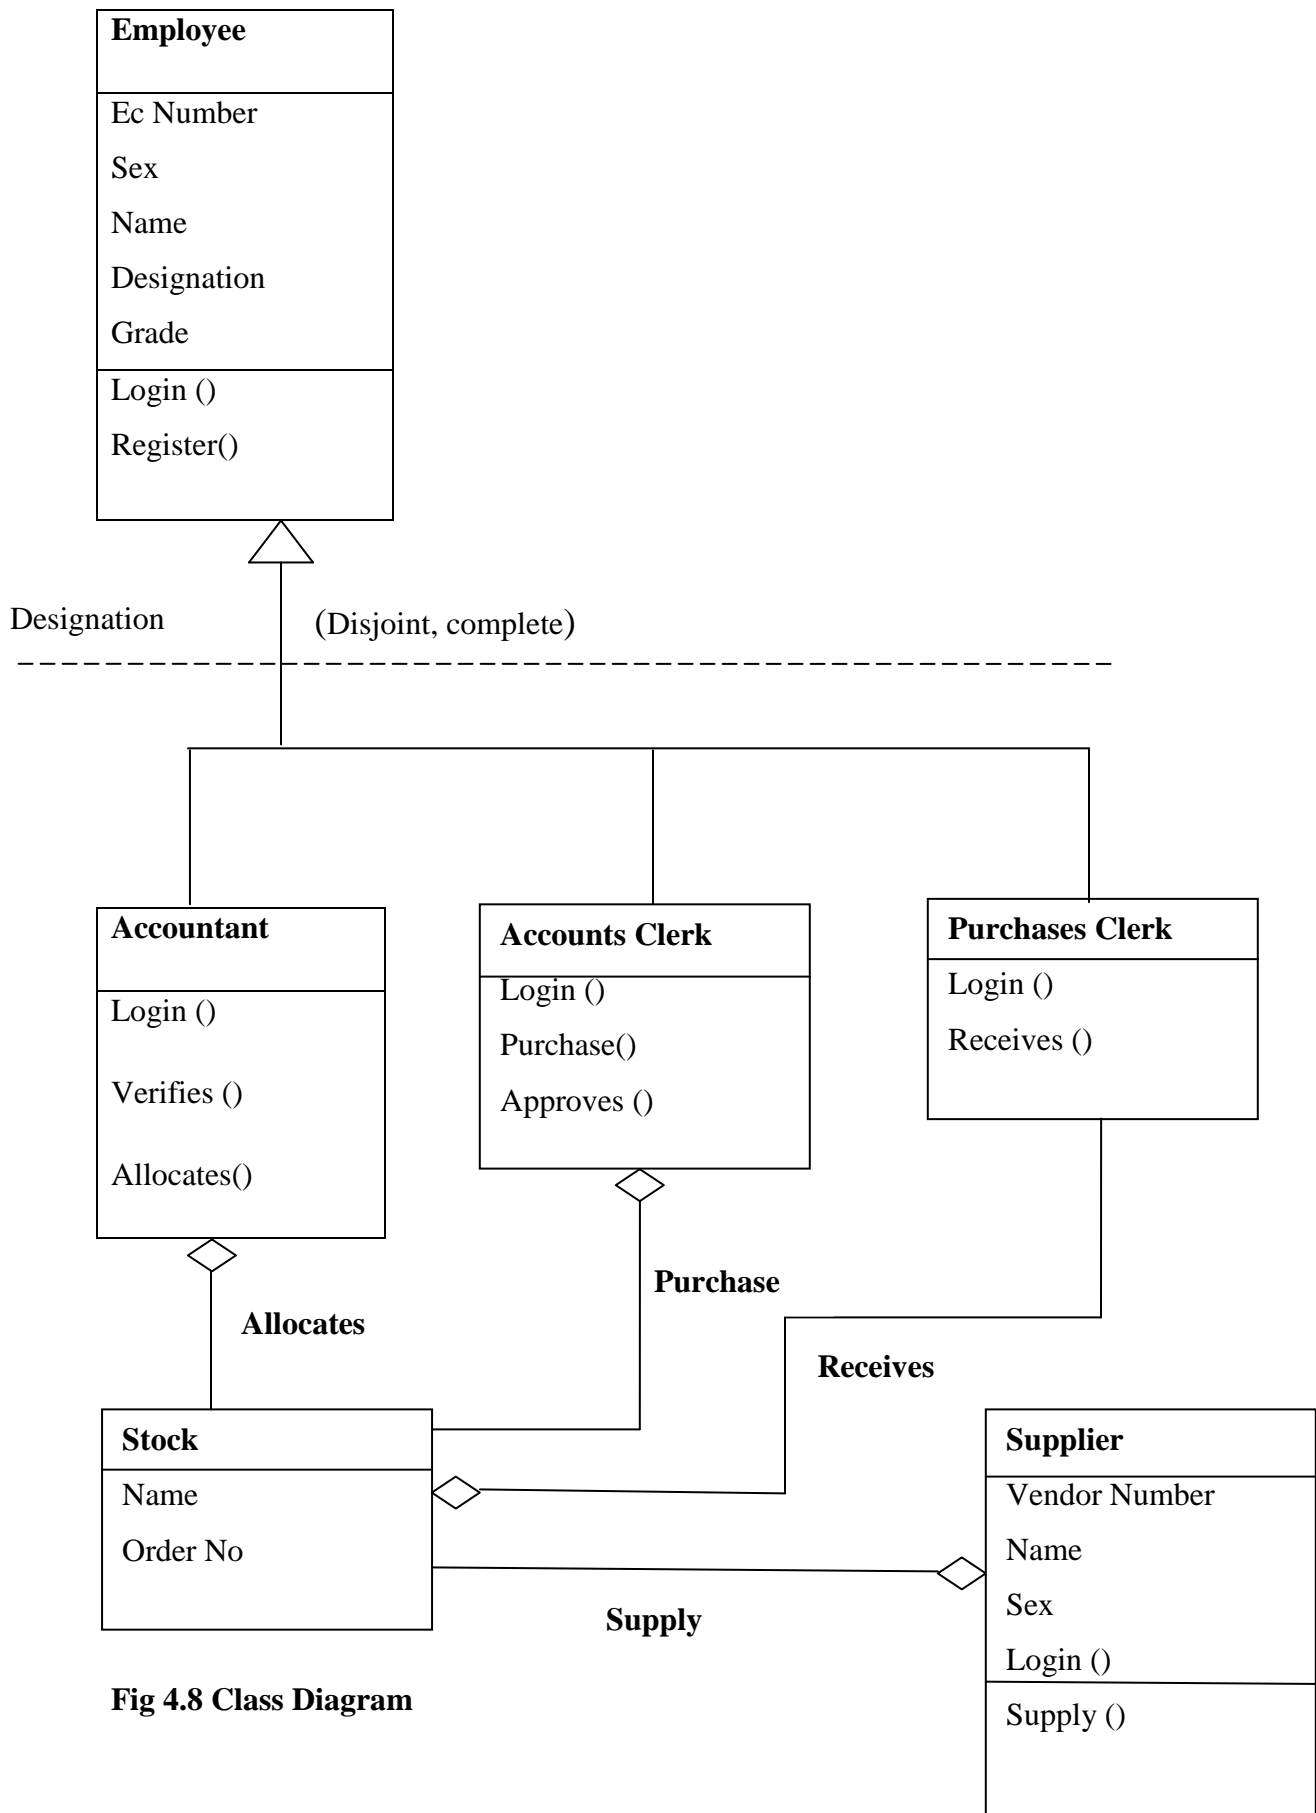 Employee
Ec Number
Sex
Name
Designation
Grade
Login ()
Register()
Designation
(Disjoint, complete)
Accountant
Login ()
Verifies ()
Allocates()
Accounts Clerk
Login ()
Purchase()
Approves ()
Purchases Clerk
Login ()
Receives ()
Purchase
Allocates
Receives
Stock
Name
Order No
Supply
Supplier
Vendor Number
Name
Sex
Login ()
Supply ()
Fig 4.8 Class Diagram